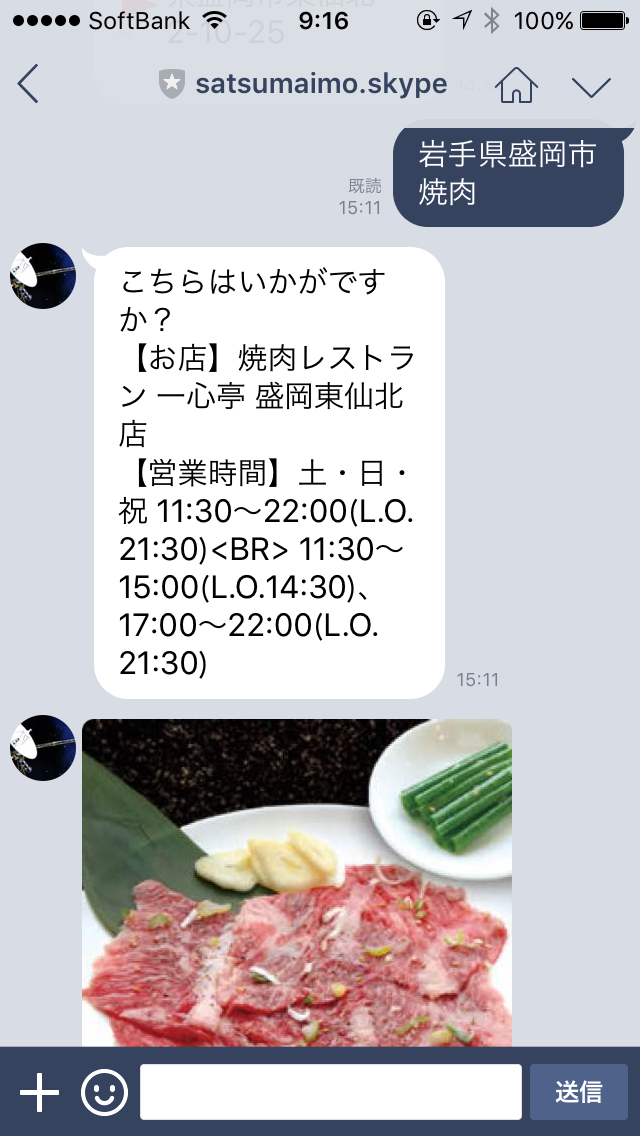 SoftBank 9:16 100%
2-10-25
satsumaimo.skype
岩手県盛岡市
焼肉
既読
15:11
こちらはいかがです
か？
【お店】焼肉レストラ
ン 一心亭 盛岡東仙北
店
【営業時間】土・日・
祝 11:30〜22:00(L.O.
21:30)<BR> 11:30〜
15:00(L.O.14:30)、
17:00〜22:00(L.O.
21:30)
15:11
送信